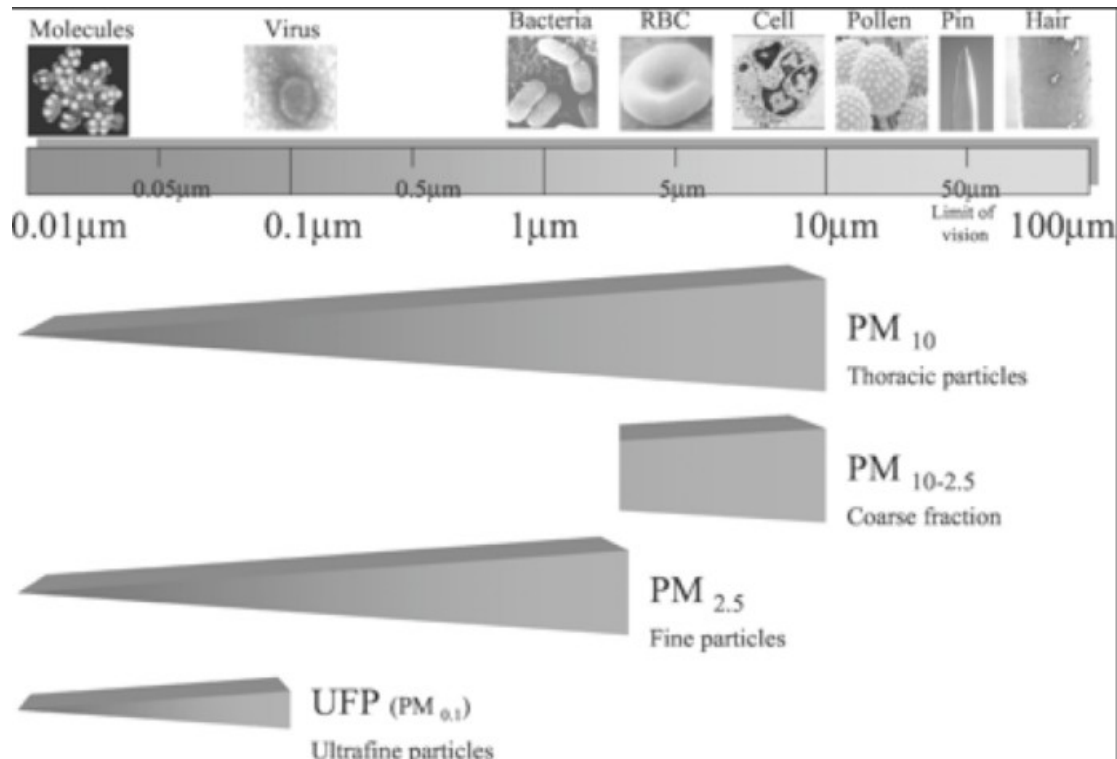 Molecules Virus Bacteria RBC Cell Pollen Pin Hair
0.05μm 0.5μm 5μm 50μm
0.01μm 0.1μm 1μm 10μm Limit of vision 100μm
PM 10
Thoracic particles
PM 10-2.5
Coarse fraction
PM 2.5
Fine particles
UFP (PM 0.1)
Ultrafine particles